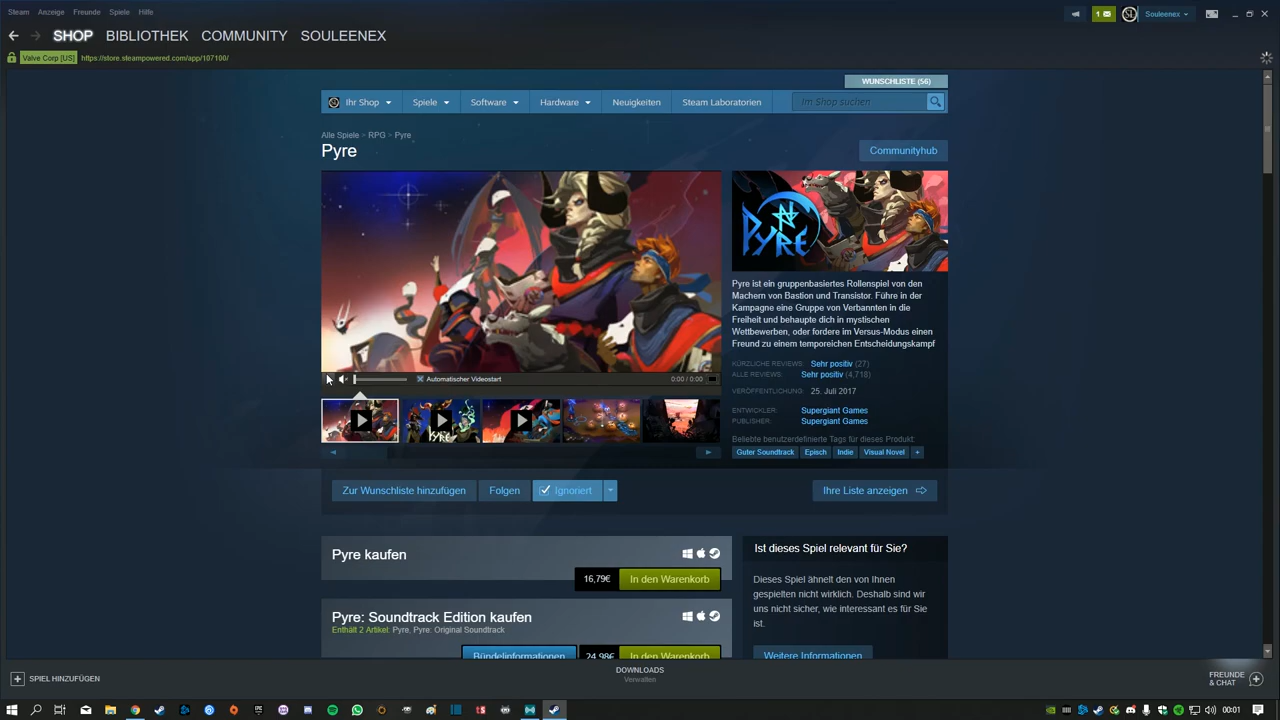 Steam Anzeige Freunde Spiele Hilfe
1 Souleenex
SHOP BIBLIOTHEK COMMUNITY SOULEENEX
Valve Corp [US] https://store.steampowered.com/app/107100/
WUNSCHLISTE (56)
Ihr Shop Spiele Software Hardware Neuigkeiten Steam Laboratorien Im Shop suchen
Alle Spiele > RPG > Pyre
Pyre
Communityhub
PYRE
Pyre ist ein gruppenbasiertes Rollenspiel von den
Machern von Bastion und Transistor. Führe in der
Kampagne eine Gruppe von Verbannten in die
Freiheit und behaupte dich in mystischen
Wettbewerben, oder fordere im Versus-Modus einen
Freund zu einem temporeichen Entscheidungskampf
KÜRZLICHE REVIEWS: Sehr positiv (27)
ALLE REVIEWS: Sehr positiv (4,718)
VERÖFFENTLICHUNG: 25. Juli 2017
ENTWICKLER: Supergiant Games
PUBLISHER: Supergiant Games
Beliebte benutzerdefinierte Tags für dieses Produkt:
Guter Soundtrack Episch Indie Visual Novel +
Automatischer Videostart 0:00 / 0:00
Zur Wunschliste hinzufügen Folgen Ignoriert Ihre Liste anzeigen
Pyre kaufen
16,79€ In den Warenkorb
Pyre: Soundtrack Edition kaufen
Enthält 2 Artikel: Pyre, Pyre: Original Soundtrack
Bündelinformationen 24,98€ In den Warenkorb
Ist dieses Spiel relevant für Sie?
Dieses Spiel ähnelt den von Ihnen
gespielten nicht wirklich. Deshalb sind wir
uns nicht sicher, wie interessant es für Sie
ist.
Weitere Informationen
SPIEL HINZUFÜGEN
DOWNLOADS
Verwalten
FREUNDE
& CHAT
00:01